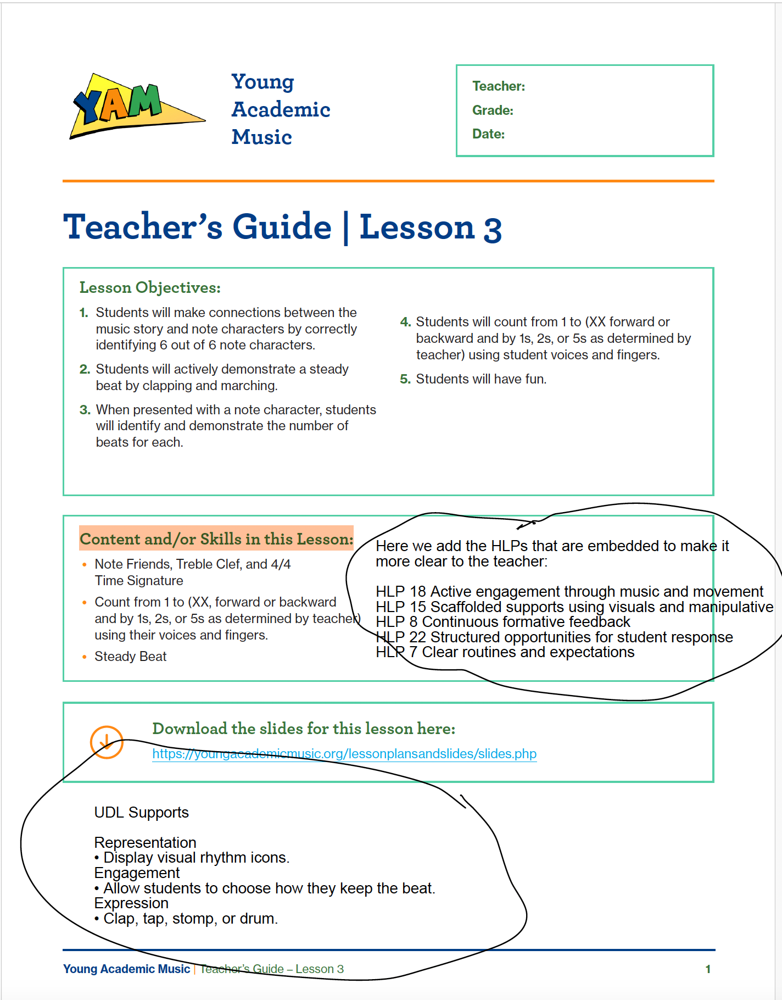 YAM
Young
Academic
Music
Teacher:
Grade:
Date:
Teacher's Guide | Lesson 3
Lesson Objectives:
1. Students will make connections between the
music story and note characters by correctly
identifying 6 out of 6 note characters.
2. Students will actively demonstrate a steady
beat by clapping and marching.
3. When presented with a note character, students
will identify and demonstrate the number of
beats for each.
4. Students will count from 1 to (XX forward or
backward and by 1s, 2s, or 5s as determined by
teacher) using student voices and fingers.
5. Students will have fun.
Content and/or Skills in this Lesson:
• Note Friends, Treble Clef, and 4/4
Time Signature
• Count from 1 to (XX, forward or backward
and by 1s, 2s, or 5s as determined by teacher)
using their voices and fingers.
• Steady Beat
Here we add the HLPs that are embedded to make it
more clear to the teacher:
HLP 18 Active engagement through music and movement
HLP 15 Scaffolded supports using visuals and manipulative
HLP 8 Continuous formative feedback
HLP 22 Structured opportunities for student response
HLP 7 Clear routines and expectations
Download the slides for this lesson here:
https://youngacademicmusic.org/lessonplansandslides/slides.php
UDL Supports
Representation
• Display visual rhythm icons.
Engagement
• Allow students to choose how they keep the beat.
Expression
• Clap, tap, stomp, or drum.
Young Academic Music | Teacher's Guide – Lesson 3
1